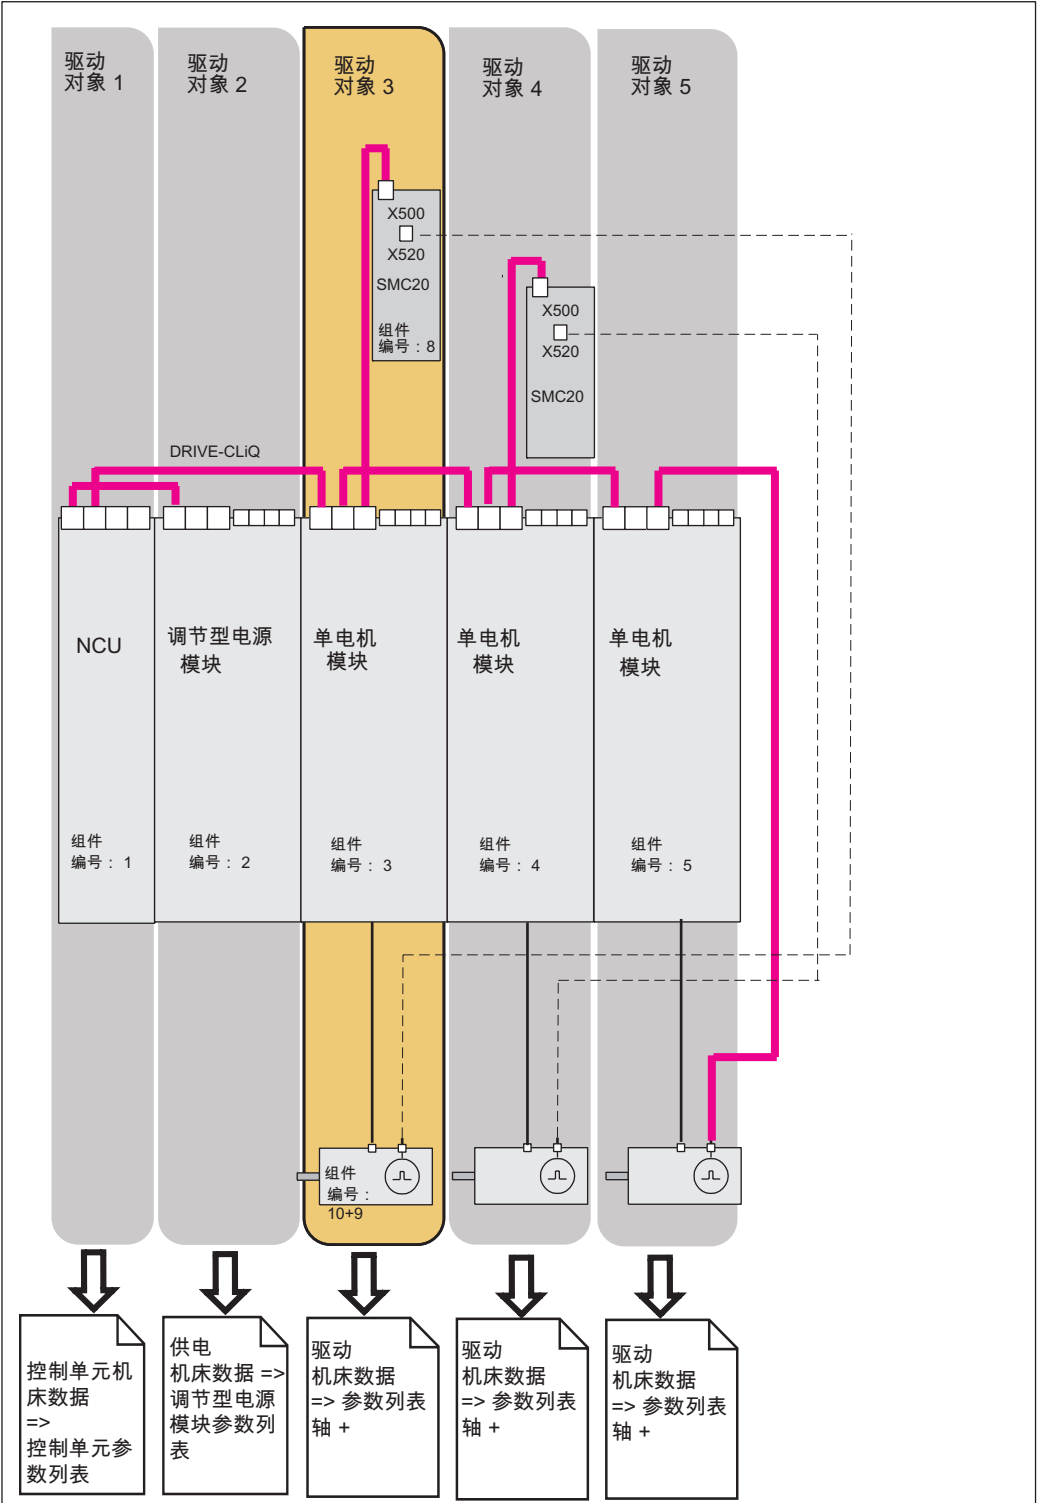 驱动
对象 1
驱动
对象 2
驱动
对象 3
驱动
对象 4
驱动
对象 5
X500
X520
SMC20
组件
编号：8
X500
X520
SMC20
DRIVE-CLiQ
NCU
调节型电源
模块
单电机
模块
单电机
模块
单电机
模块
组件
编号： 1
组件
编号： 2
组件
编号： 3
组件
编号： 4
组件
编号： 5
组件
编号：
10+9
控制单元机
床数据
=>
控制单元参
数列表
供电
机床数据 =>
调节型电源
模块参数列
表
驱动
机床数据
=> 参数列表
轴 +
驱动
机床数据
=> 参数列表
轴 +
驱动
机床数据
=> 参数列表
轴 +